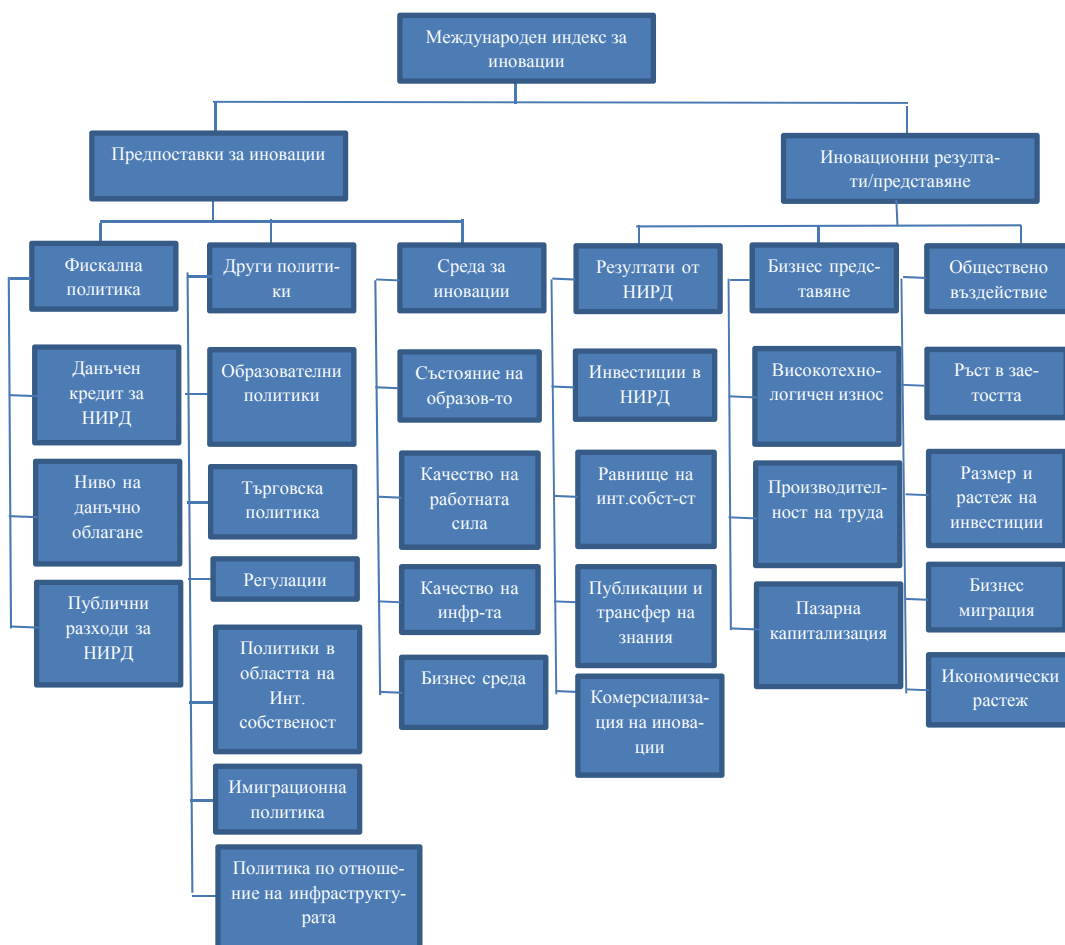 Международен индекс за
иновации
Предпоставки за иновации
Иновационни резулта-
ти/представяне
Фискална
политика
Други полити-
ки
Среда за
иновации
Резултати от
НИРД
Бизнес предс-
тавяне
Обществено
въздействие
Данъчен
кредит за
НИРД
Ниво на
данъчно
облагане
Публични
разходи за
НИРД
Образователни
политики
Търговска
политика
Регулации
Политики в
областта на
Инт.
собственост
Имиграционна
политика
Политика по отноше-
ние на инфраструкту-
рата
Състояние на
образов-то
Качество на
работната
сила
Качество на
инфр-та
Бизнес среда
Инвестиции в
НИРД
Равнище на
инт.собст-ст
Публикации и
трансфер на
знания
Комерсиализа-
ция на инова-
ции
Високотехно-
логичен износ
Производител-
ност на труда
Пазарна
капитализация
Ръст в зае-
тостта
Размер и
растеж на
инвестиции
Бизнес
миграция
Икономически
растеж